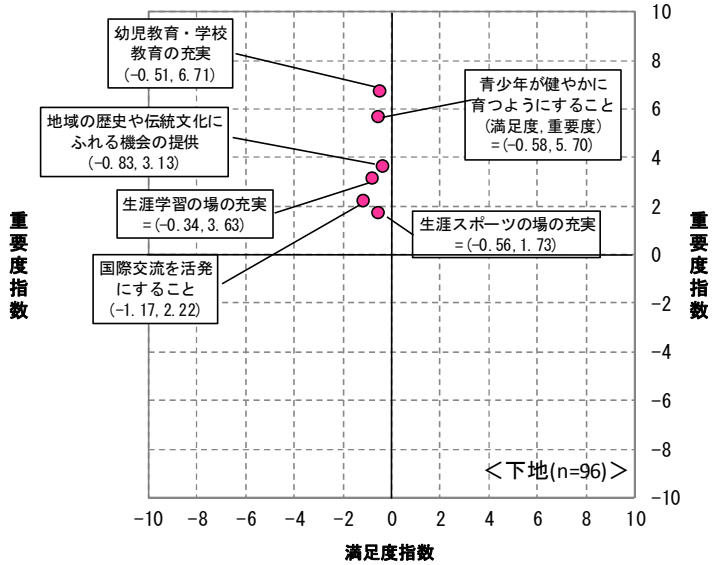 幼児教育・学校
教育の充実
(-0.51, 6.71)
青少年が健やかに
育つようにすること
(満足度, 重要度)
=(-0.58, 5.70)
地域の歴史や伝統文化に
ふれる機会の提供
(-0.83, 3.13)
生涯学習の場の充実
=(-0.34, 3.63)
生涯スポーツの場の充実
=(-0.56, 1.73)
国際交流を活発
にすること
(-1.17, 2.22)
重要度指数
重要度指数
10
8
6
4
2
0
-2
-4
-6
-8
-10
＜下地(n=96)＞
-10 -8 -6 -4 -2 0 2 4 6 8 10
満足度指数